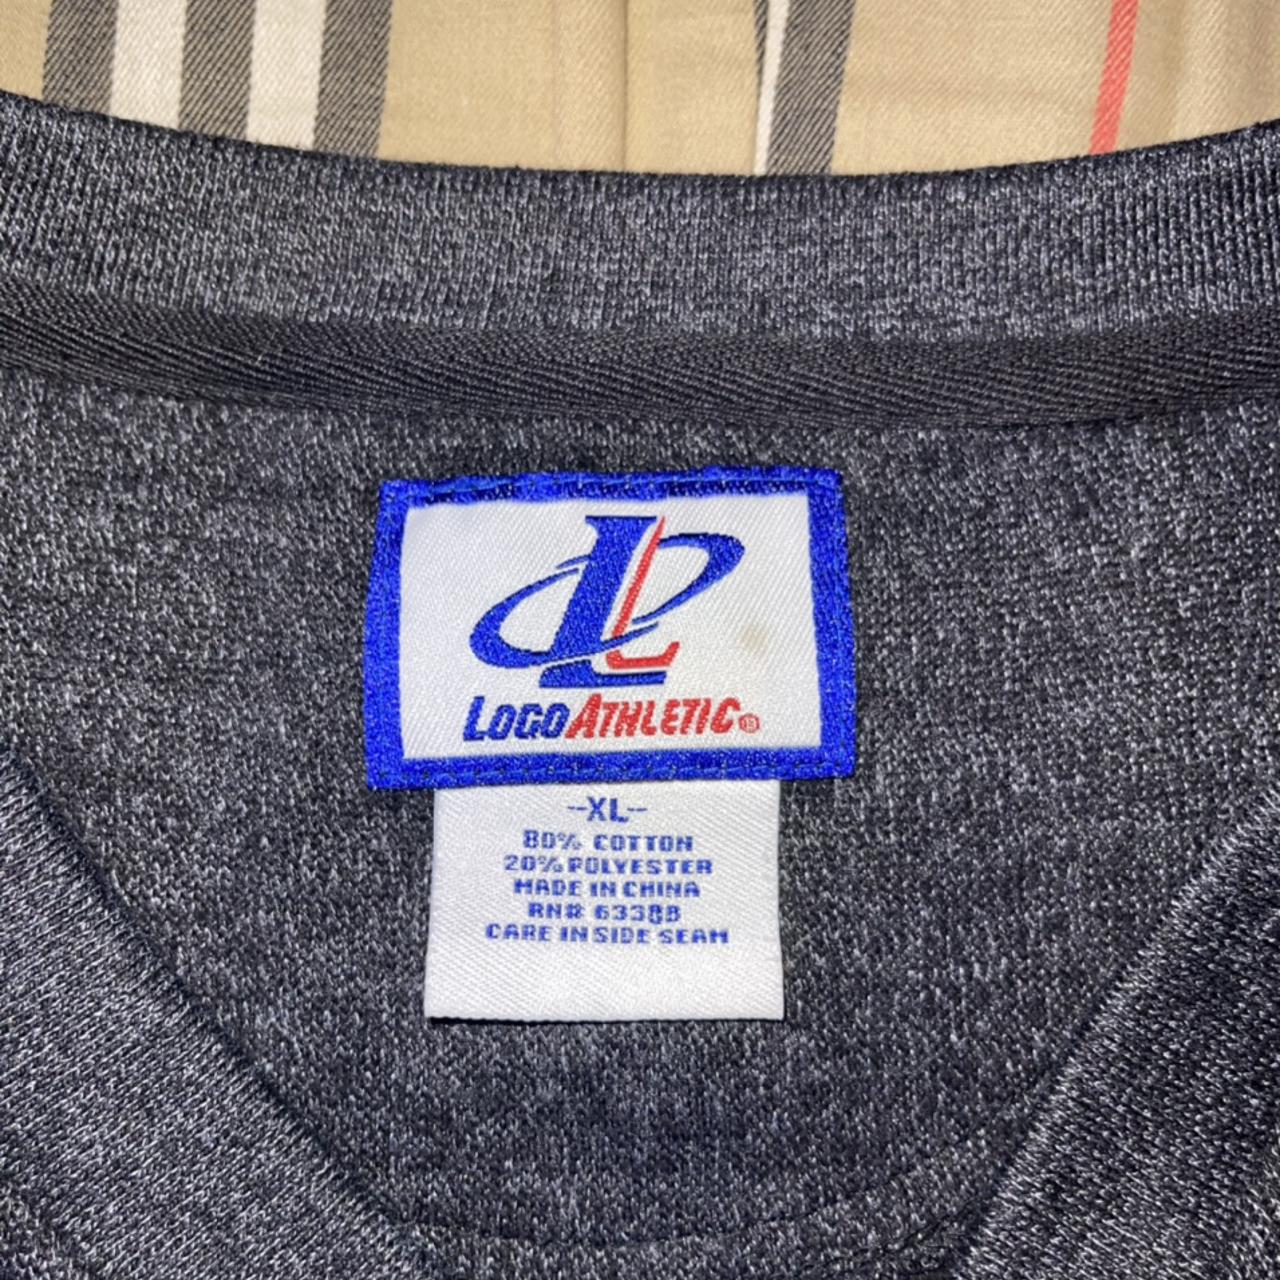 LOGOATHLETIC®
--XL--
80% COTTON
20% POLYESTER
MADE IN CHINA
RN# 63388
CARE IN SIDE SEAM